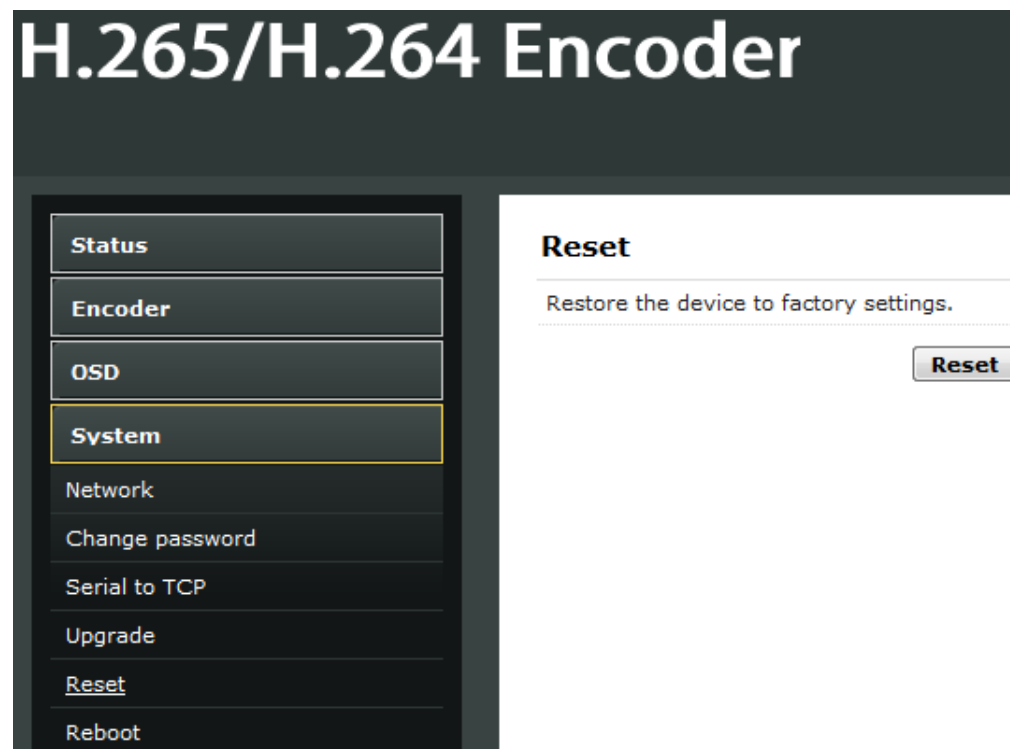 H.265/H.264 Encoder
Status
Encoder
OSD
System
Network
Change password
Serial to TCP
Upgrade
Reset
Reboot
Reset
Restore the device to factory settings.
Reset